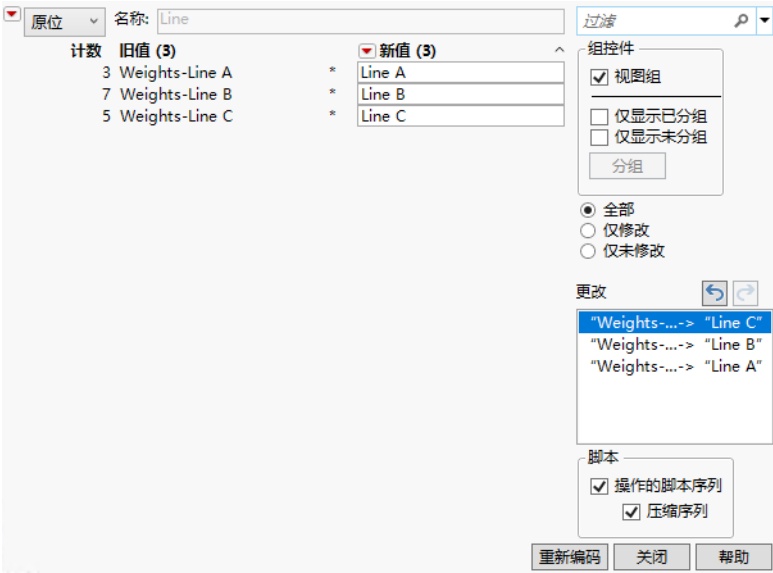 原位 名称: Line
计数 旧值 (3) 新值 (3)
3 Weights-Line A * Line A
7 Weights-Line B * Line B
5 Weights-Line C * Line C
过滤
组控件
视图组
仅显示已分组
仅显示未分组
分组
全部
仅修改
仅未修改
更改
“Weights-...-> “Line C”
“Weights-...-> “Line B”
“Weights-...-> “Line A”
脚本
操作的脚本序列
压缩序列
重新编码 关闭 帮助